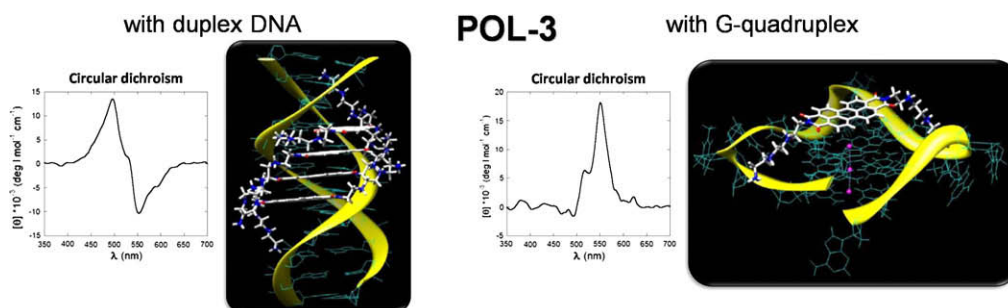 with duplex DNA
POL-3
with G-quadruplex
Circular dichroism
15
10
5
0
-5
-10
-15
350 400 450 500 550 600 650 700
[θ] *10⁻³ (deg l mol⁻¹ cm⁻¹)
λ (nm)
Circular dichroism
20
15
10
5
0
-5
350 400 450 500 550 600 650 700
[θ] *10⁻³ (deg l mol⁻¹ cm⁻¹)
λ (nm)